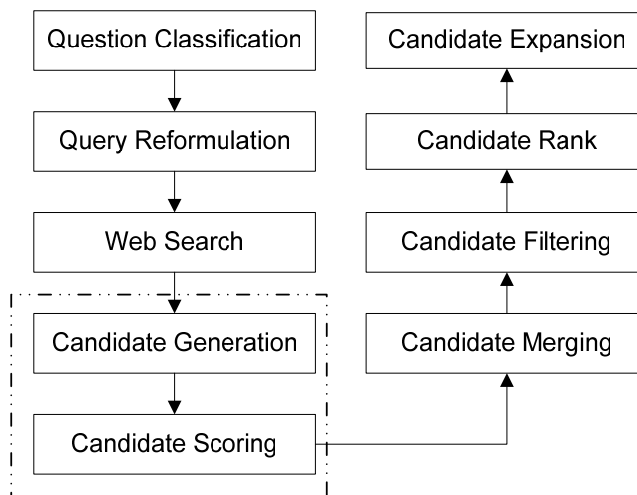 Question Classification
Query Reformulation
Web Search
Candidate Generation
Candidate Scoring
Candidate Merging
Candidate Filtering
Candidate Rank
Candidate Expansion